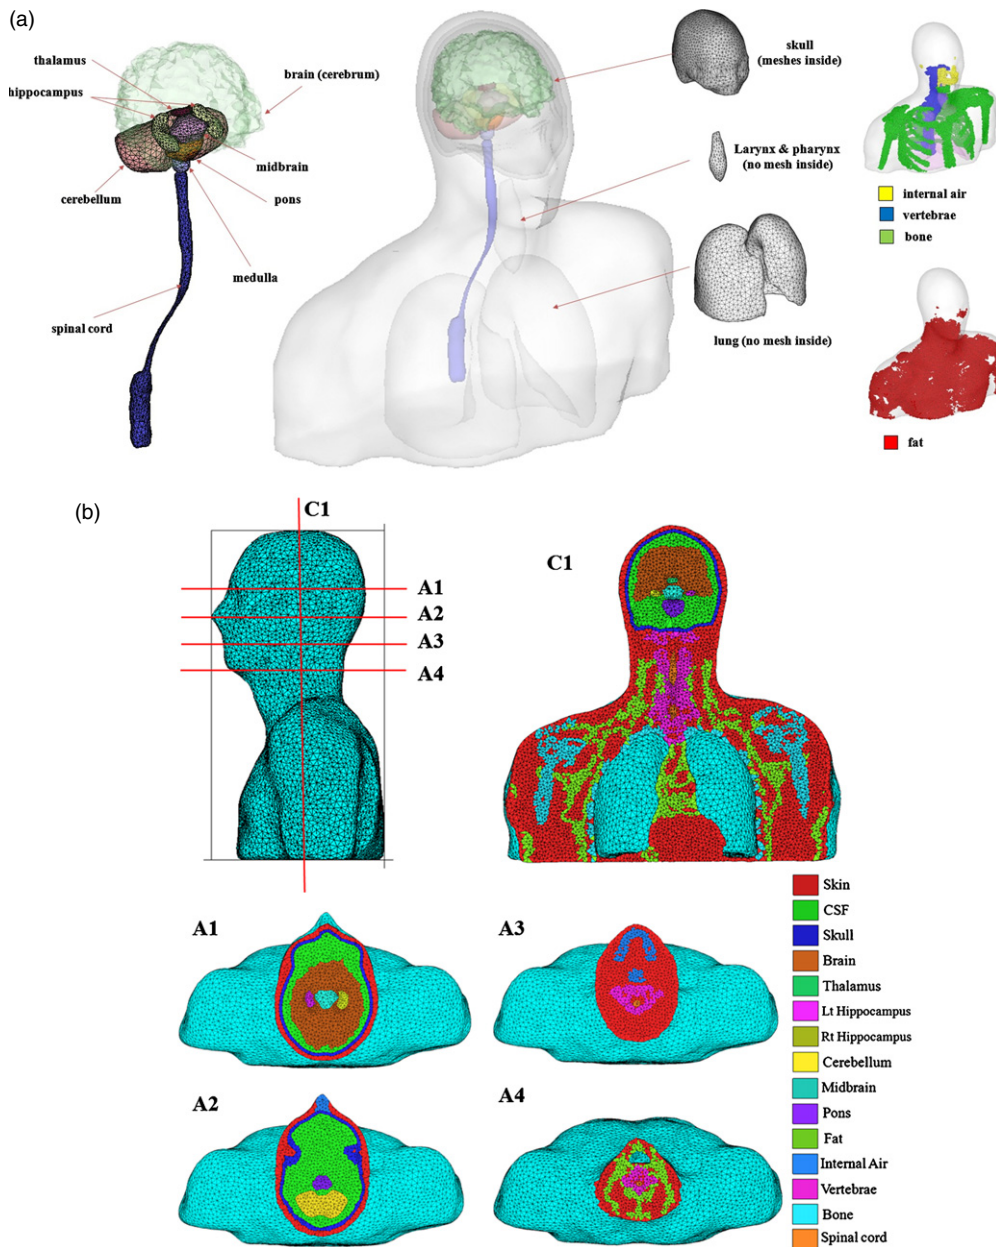 (a)
thalamus
hippocampus
brain (cerebrum)
midbrain
cerebellum
pons
medulla
spinal cord
skull
(meshes inside)
Larynx & pharynx
(no mesh inside)
lung (no mesh inside)
internal air
vertebrae
bone
fat
(b)
C1
A1
A2
A3
A4
C1
A1
A3
A2
A4
Skin
CSF
Skull
Brain
Thalamus
Lt Hippocampus
Rt Hippocampus
Cerebellum
Midbrain
Pons
Fat
Internal Air
Vertebrae
Bone
Spinal cord